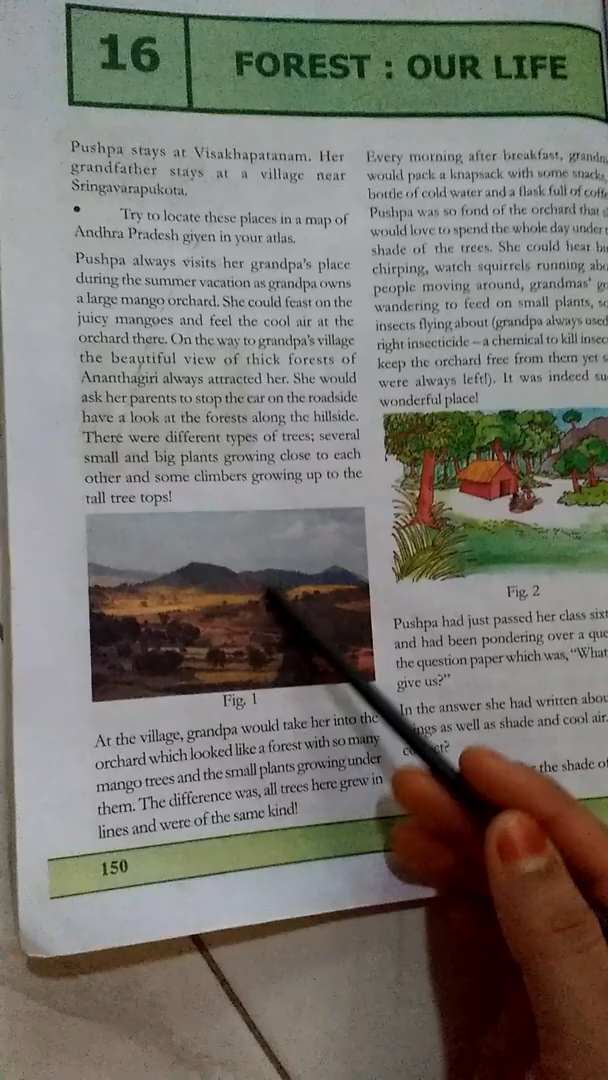 16
FOREST : OUR LIFE
Pushpa stays at Visakhapatanam. Her
grandfather stays at a village near
Sringavarapukota.
• Try to locate these places in a map of
Andhra Pradesh given in your atlas.
Pushpa always visits her grandpa's place
during the summer vacation as grandpa owns
a large mango orchard. She could feast on the
juicy mangoes and feel the cool air at the
orchard there. On the way to grandpa's village
the beautiful view of thick forests of
Ananthagiri always attracted her. She would
ask her parents to stop the car on the roadside
have a look at the forests along the hillside.
There were different types of trees; several
small and big plants growing close to each
other and some climbers growing up to the
tall tree tops!
Fig. 1
At the village, grandpa would take her into the
orchard which looked like a forest with so many
mango trees and the small plants growing under
them. The difference was, all trees here grew in
lines and were of the same kind!
150
Every morning after breakfast,
would pack a knapsack with some snacks,
bottle of cold water and a flask full of
Pushpa was so fond of the orchard that
would love to spend the whole day under
shade of the trees. She could hear
chirping, watch squirrels running
people moving around, grandmas'
wandering to feed on small plants,
insects flying about (grandpa always used
right insecticide – a chemical to kill
keep the orchard free from them yet
were always left!). It was indeed
wonderful place!
Fig. 2
Pushpa had just passed her class
and had been pondering over a
the question paper which was, "What
give us?"
In the answer she had written
as well as shade and cool air.
the shade of